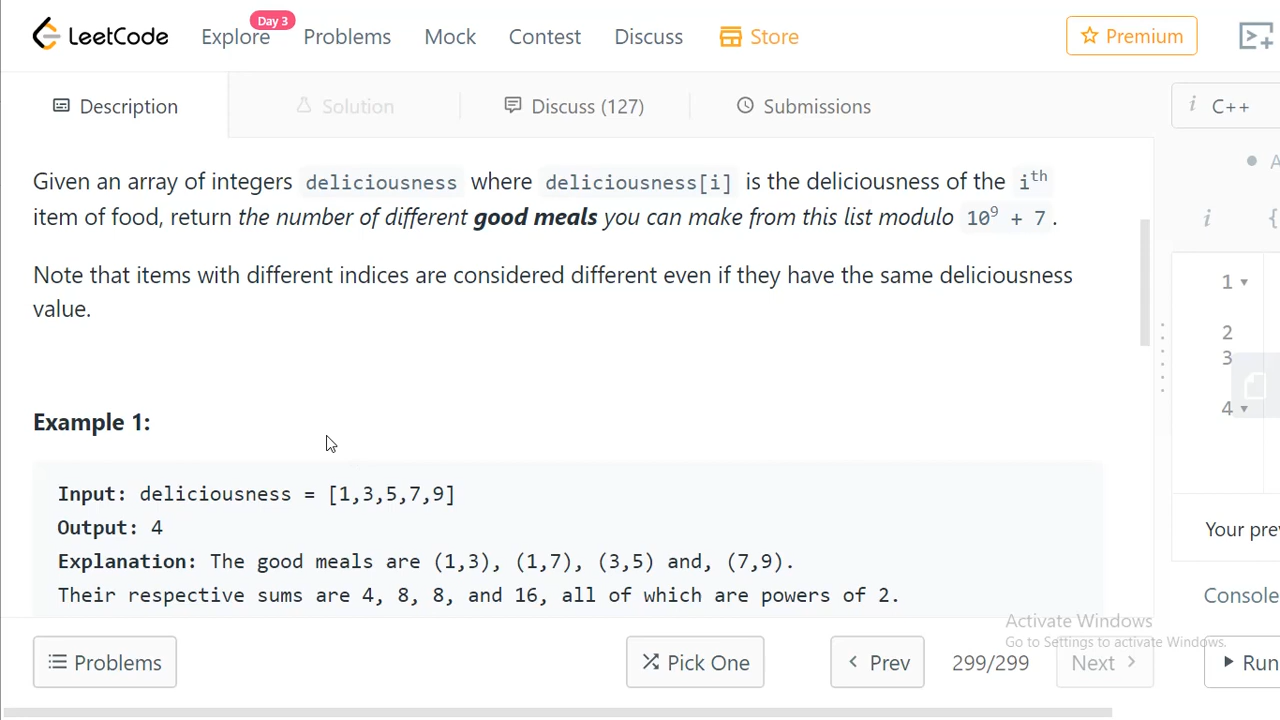 LeetCode Explore Day 3 Problems Mock Contest Discuss Store Premium
Description Solution Discuss (127) Submissions i C++
Given an array of integers deliciousness where deliciousness[i] is the deliciousness of the iᵗʰ
item of food, return the number of different good meals you can make from this list modulo 10⁹ + 7.
Note that items with different indices are considered different even if they have the same deliciousness
value.
Example 1:
Input: deliciousness = [1,3,5,7,9]
Output: 4
Explanation: The good meals are (1,3), (1,7), (3,5) and, (7,9).
Their respective sums are 4, 8, 8, and 16, all of which are powers of 2.
Problems Pick One Prev 299/299 Next
A
i {
1
2
3
4
Your pre
Console
Run
Activate Windows
Go to Settings to activate Windows.